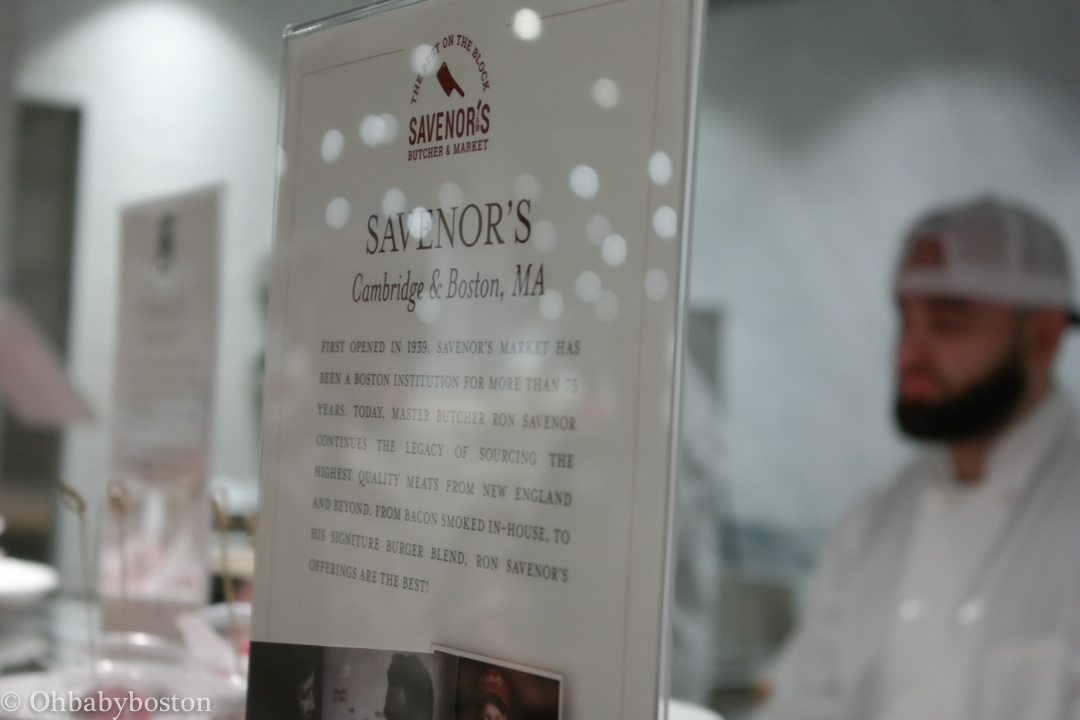 THE BEST ON THE BLOCK
SAVENOR'S
BUTCHER & MARKET
SAVENOR'S
Cambridge & Boston, MA
FIRST OPENED IN 1939, SAVENOR'S MARKET HAS
BEEN A BOSTON INSTITUTION FOR MORE THAN 75
YEARS. TODAY, MASTER BUTCHER RON SAVENOR
CONTINUES THE LEGACY OF SOURCING THE
HIGHEST QUALITY MEATS FROM NEW ENGLAND
AND BEYOND. FROM BACON SMOKED IN-HOUSE, TO
HIS SIGNITURE BURGER BLEND, RON SAVENOR'S
OFFERINGS ARE THE BEST!
© Ohbabyboston